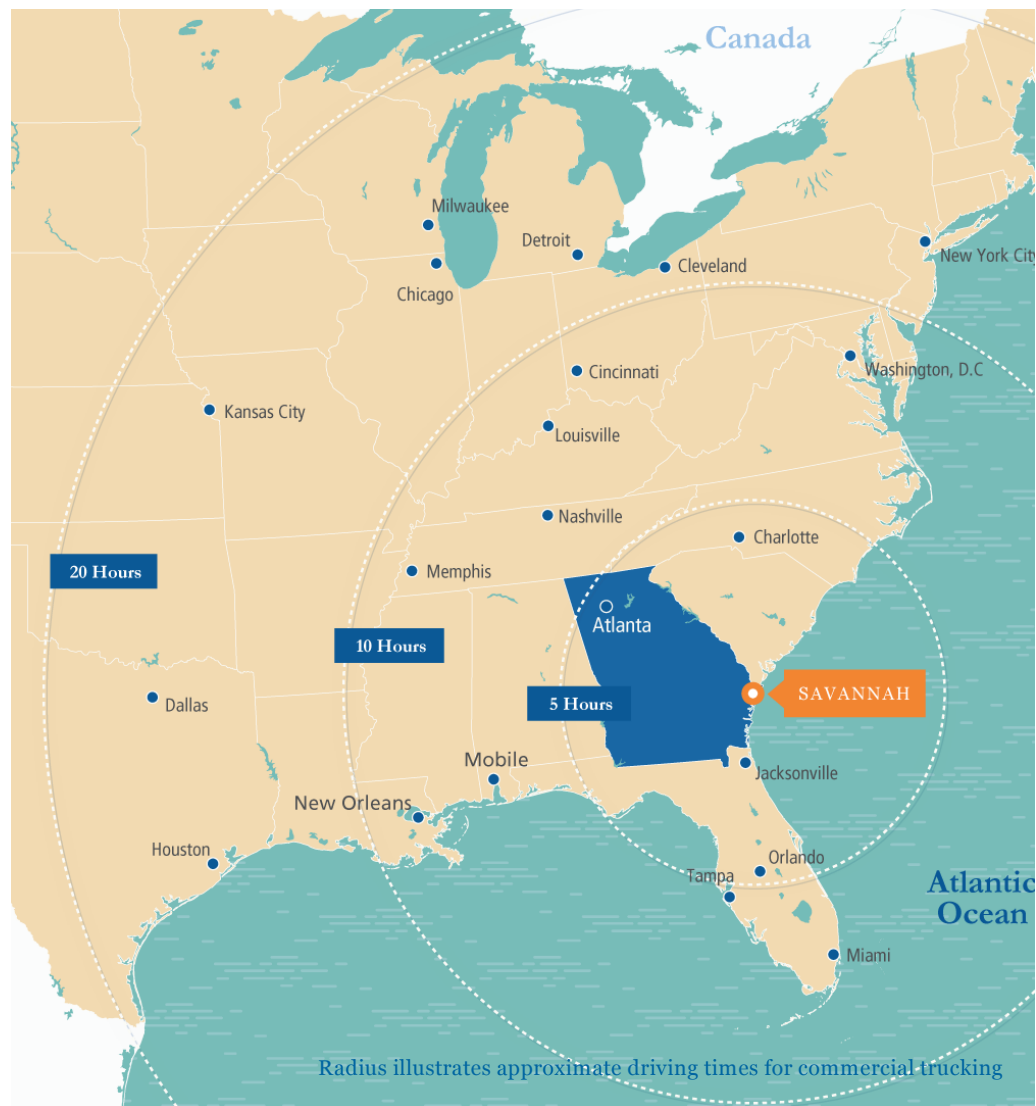 Canada
Milwaukee
Detroit
New York City
Cleveland
Chicago
Washington, D.C
Cincinnati
Kansas City
Louisville
Nashville
Charlotte
20 Hours
Memphis
Atlanta
10 Hours
SAVANNAH
5 Hours
Dallas
Mobile
Jacksonville
New Orleans
Houston
Orlando
Tampa
Atlantic
Ocean
Miami
Radius illustrates approximate driving times for commercial trucking